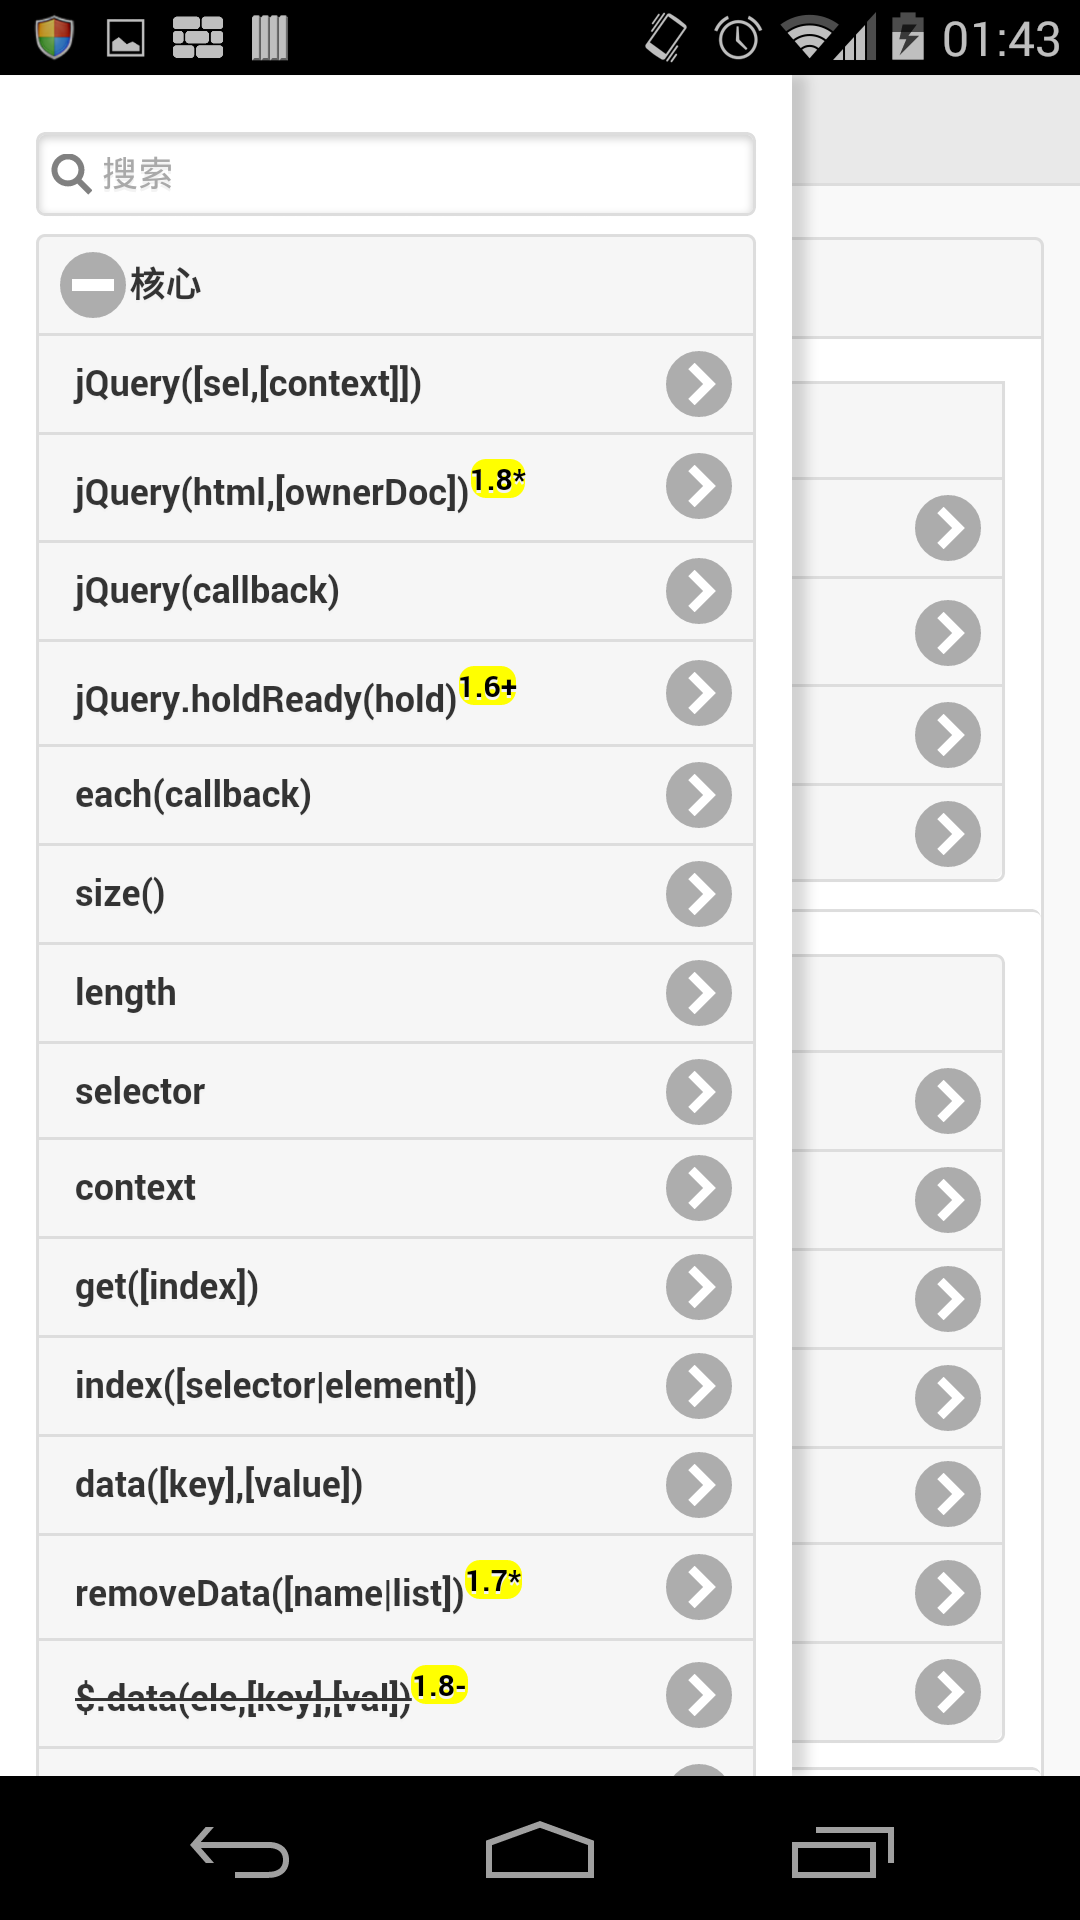 01:43
搜索
核心
jQuery([sel,[context]])
jQuery(html,[ownerDoc])1.8*
jQuery(callback)
jQuery.holdReady(hold)1.6+
each(callback)
size()
length
selector
context
get([index])
index([selector|element])
data([key],[value])
removeData([name|list])1.7*
$.data(ele,[key],[val])1.8-